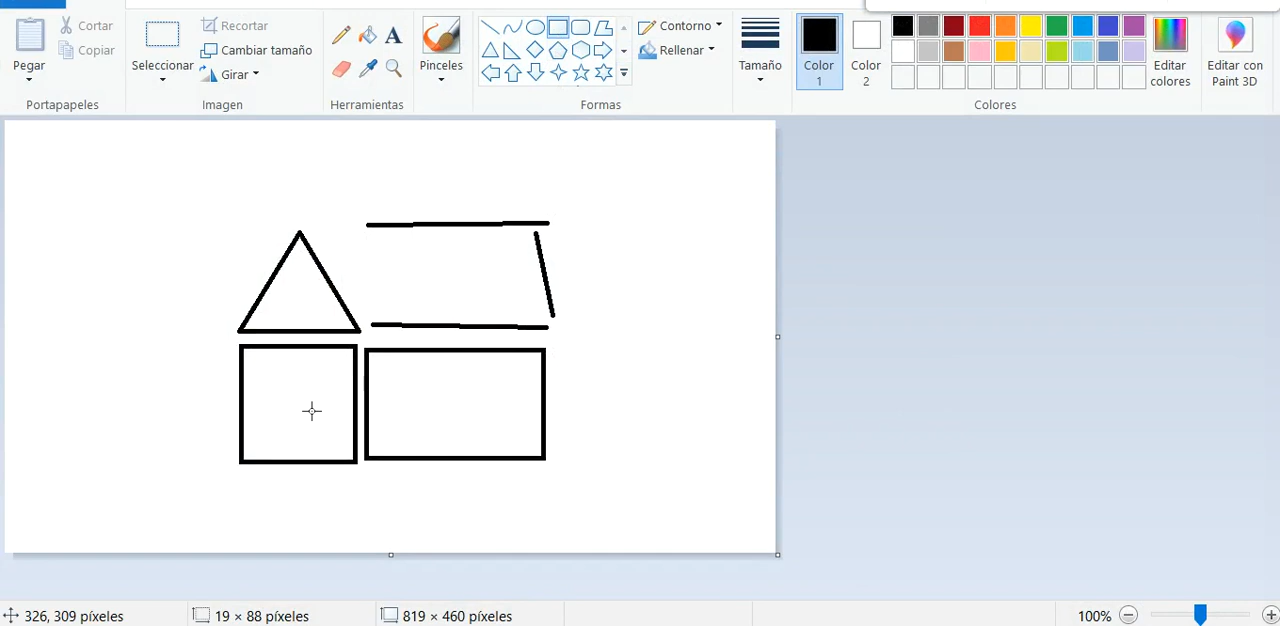 Pegar
Cortar
Copiar
Portapapeles
Seleccionar
Recortar
Cambiar tamaño
Girar
Imagen
A
Herramientas
Pinceles
Contorno
Rellenar
Formas
Tamaño
Color
1
Color
2
Editar
colores
Colores
Editar con
Paint 3D
326, 309 píxeles
19 × 88 píxeles
819 × 460 píxeles
100%